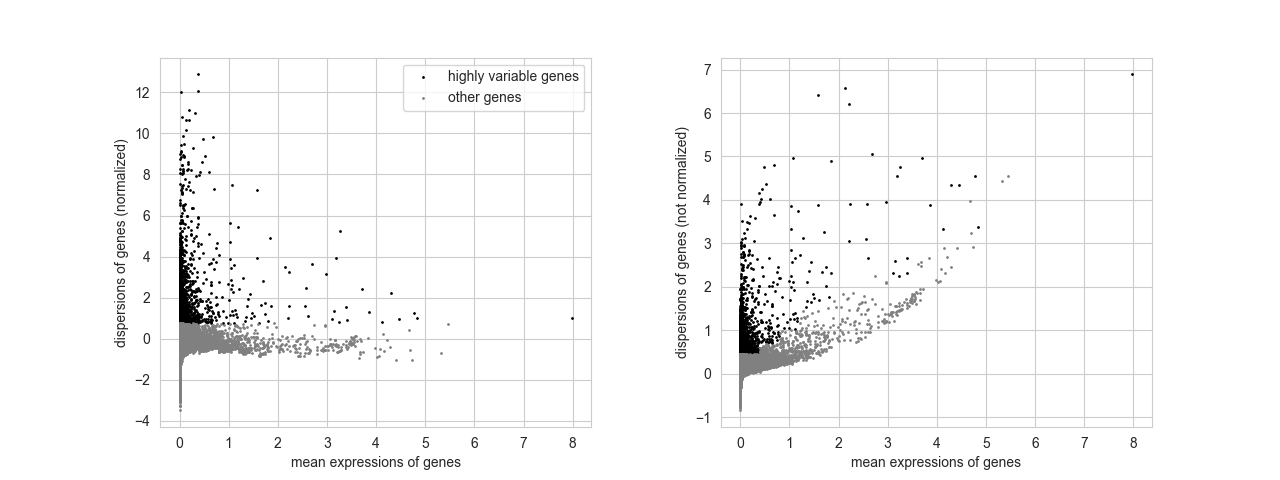 highly variable genes
other genes
dispersions of genes (normalized)
12
10
8
6
4
2
0
−2
−4
0 1 2 3 4 5 6 7 8
mean expressions of genes
dispersions of genes (not normalized)
7
6
5
4
3
2
1
0
−1
0 1 2 3 4 5 6 7 8
mean expressions of genes